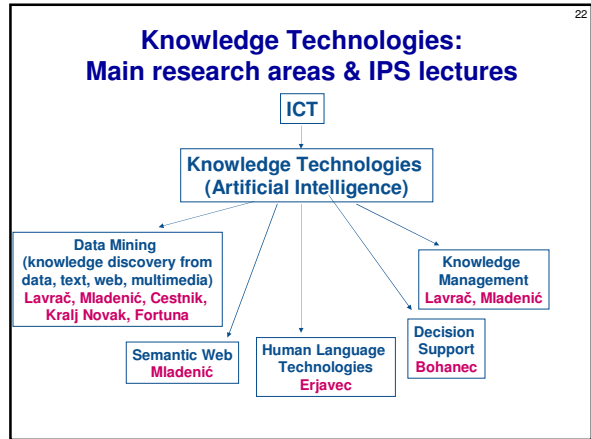 22
Knowledge Technologies:
Main research areas & IPS lectures
ICT
Knowledge Technologies
(Artificial Intelligence)
Data Mining
(knowledge discovery from
data, text, web, multimedia)
Lavrač, Mladenić, Cestnik,
Kralj Novak, Fortuna
Semantic Web
Mladenić
Human Language
Technologies
Erjavec
Decision
Support
Bohanec
Knowledge
Management
Lavrač, Mladenić